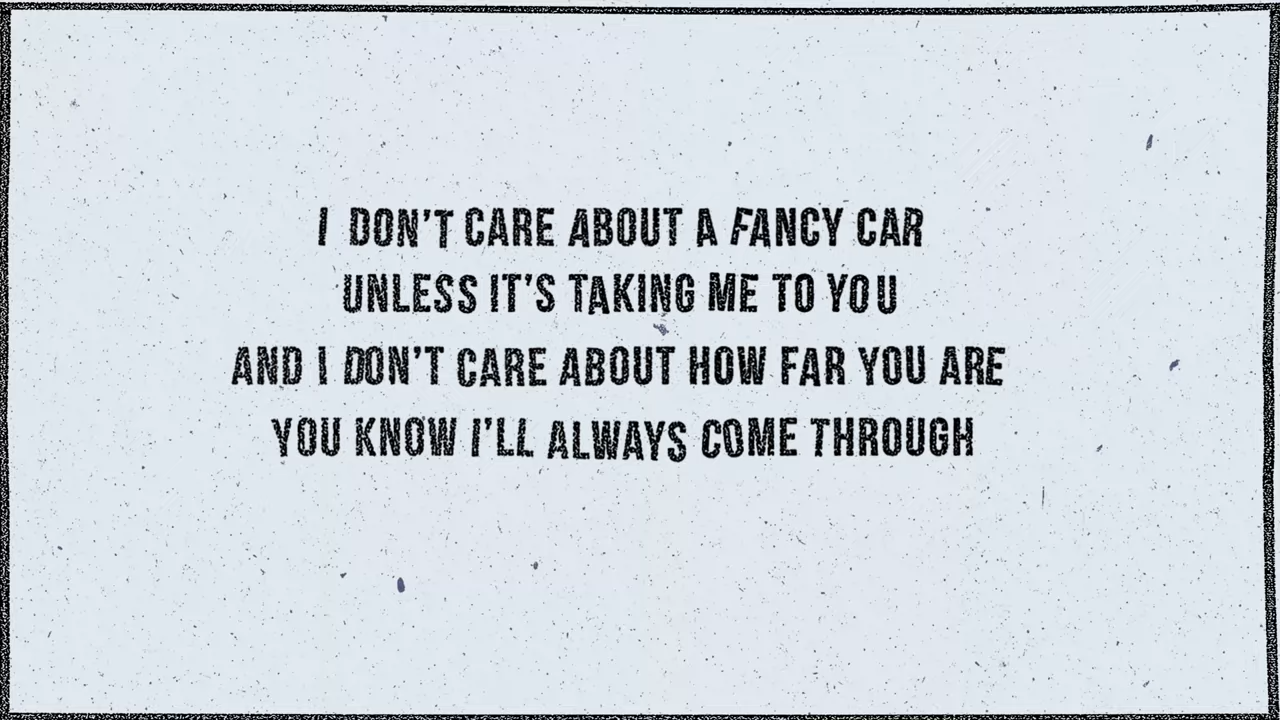 I DON'T CARE ABOUT A FANCY CAR
UNLESS IT'S TAKING ME TO YOU
AND I DON'T CARE ABOUT HOW FAR YOU ARE
YOU KNOW I'LL ALWAYS COME THROUGH